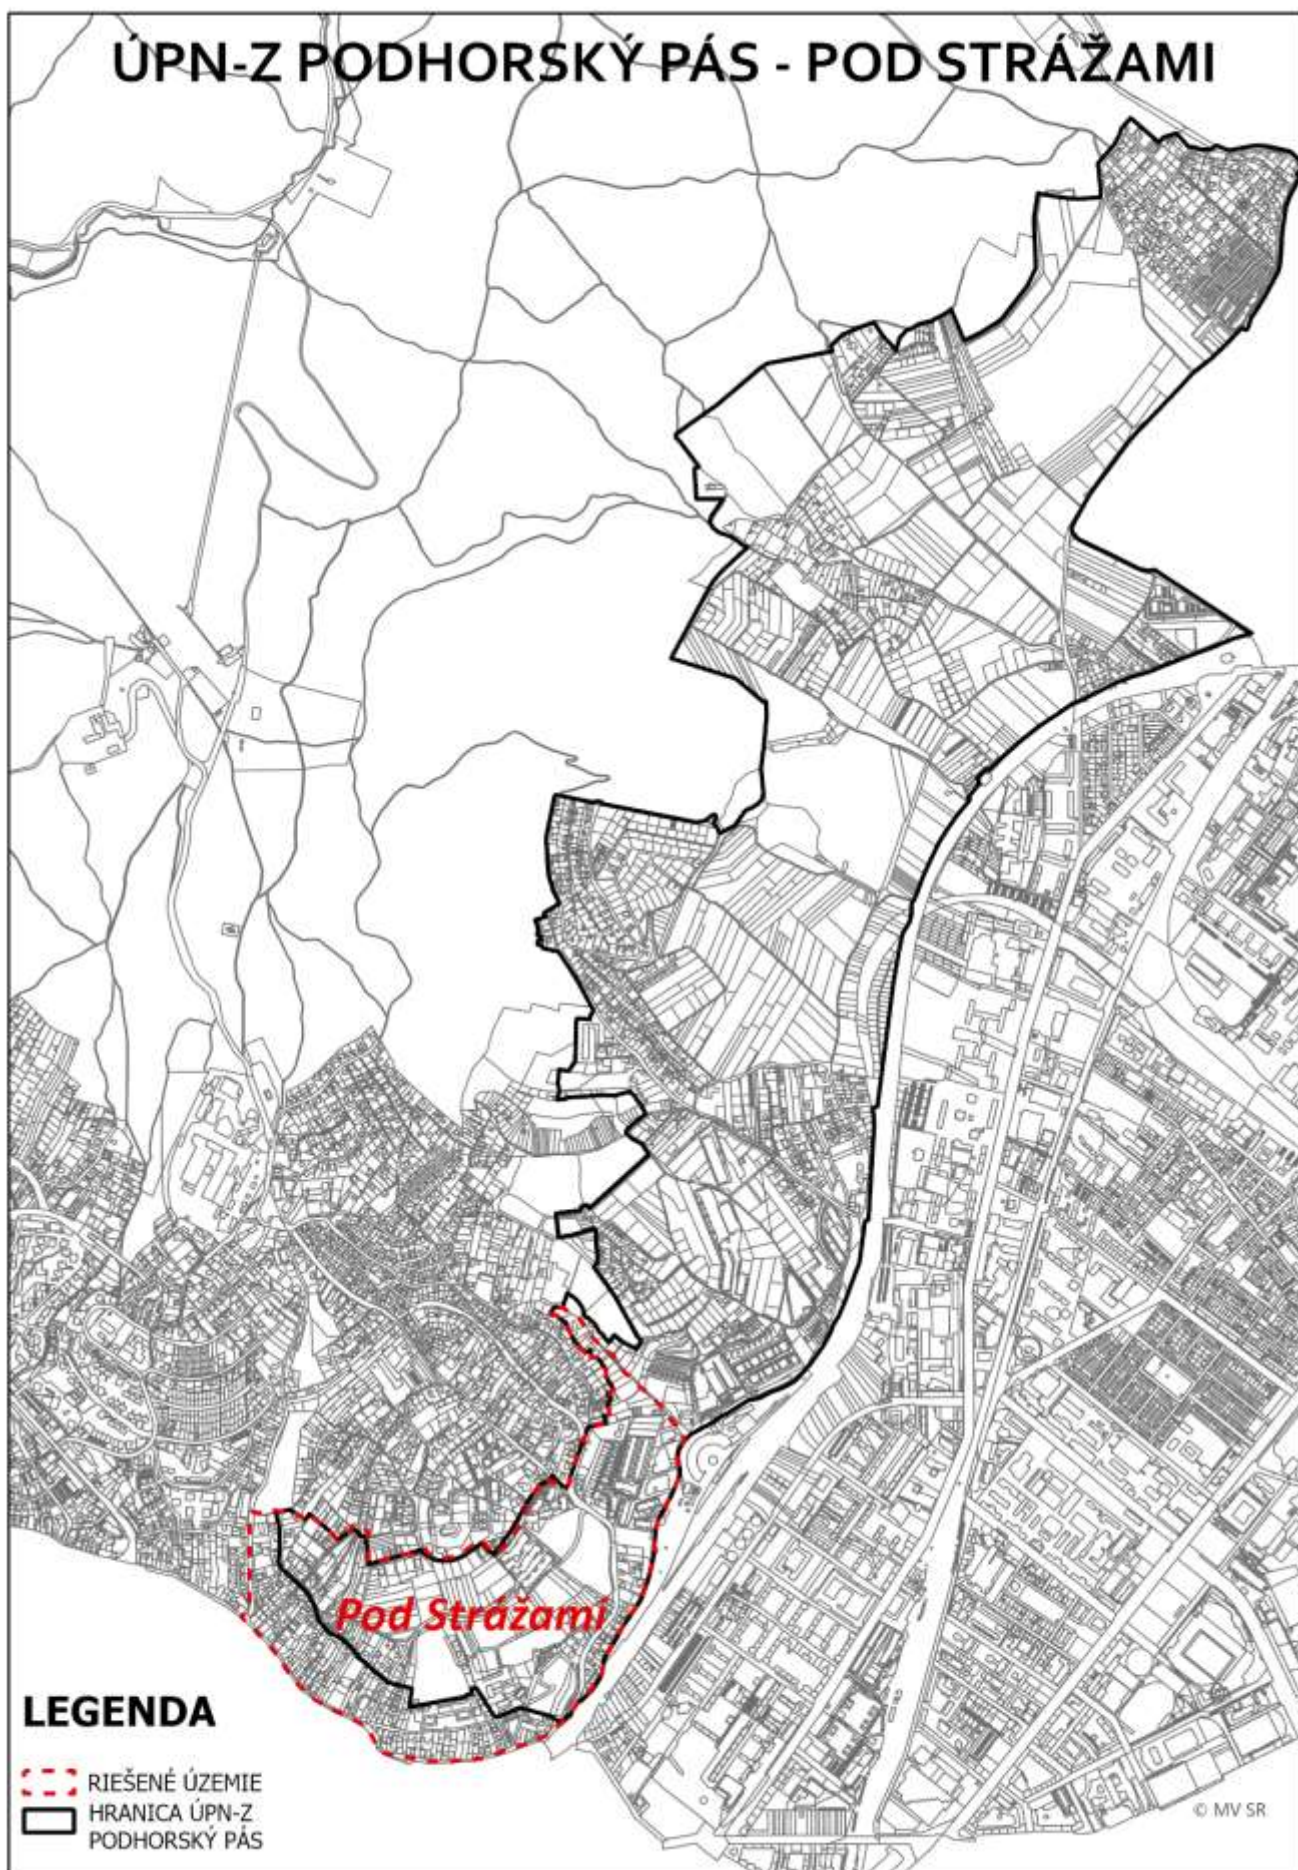 ÚPN-Z PODHORSKÝ PÁS - POD STRÁŽAMI
Pod Strážami
LEGENDA
RIEŠENÉ ÚZEMIE
HRANICA ÚPN-Z
PODHORSKÝ PÁS
© MV SR